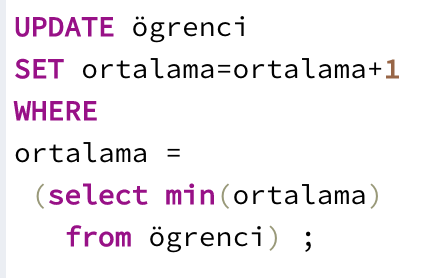 UPDATE ögrenci
SET ortalama=ortalama+1
WHERE
ortalama =
(select min(ortalama)
from ögrenci) ;